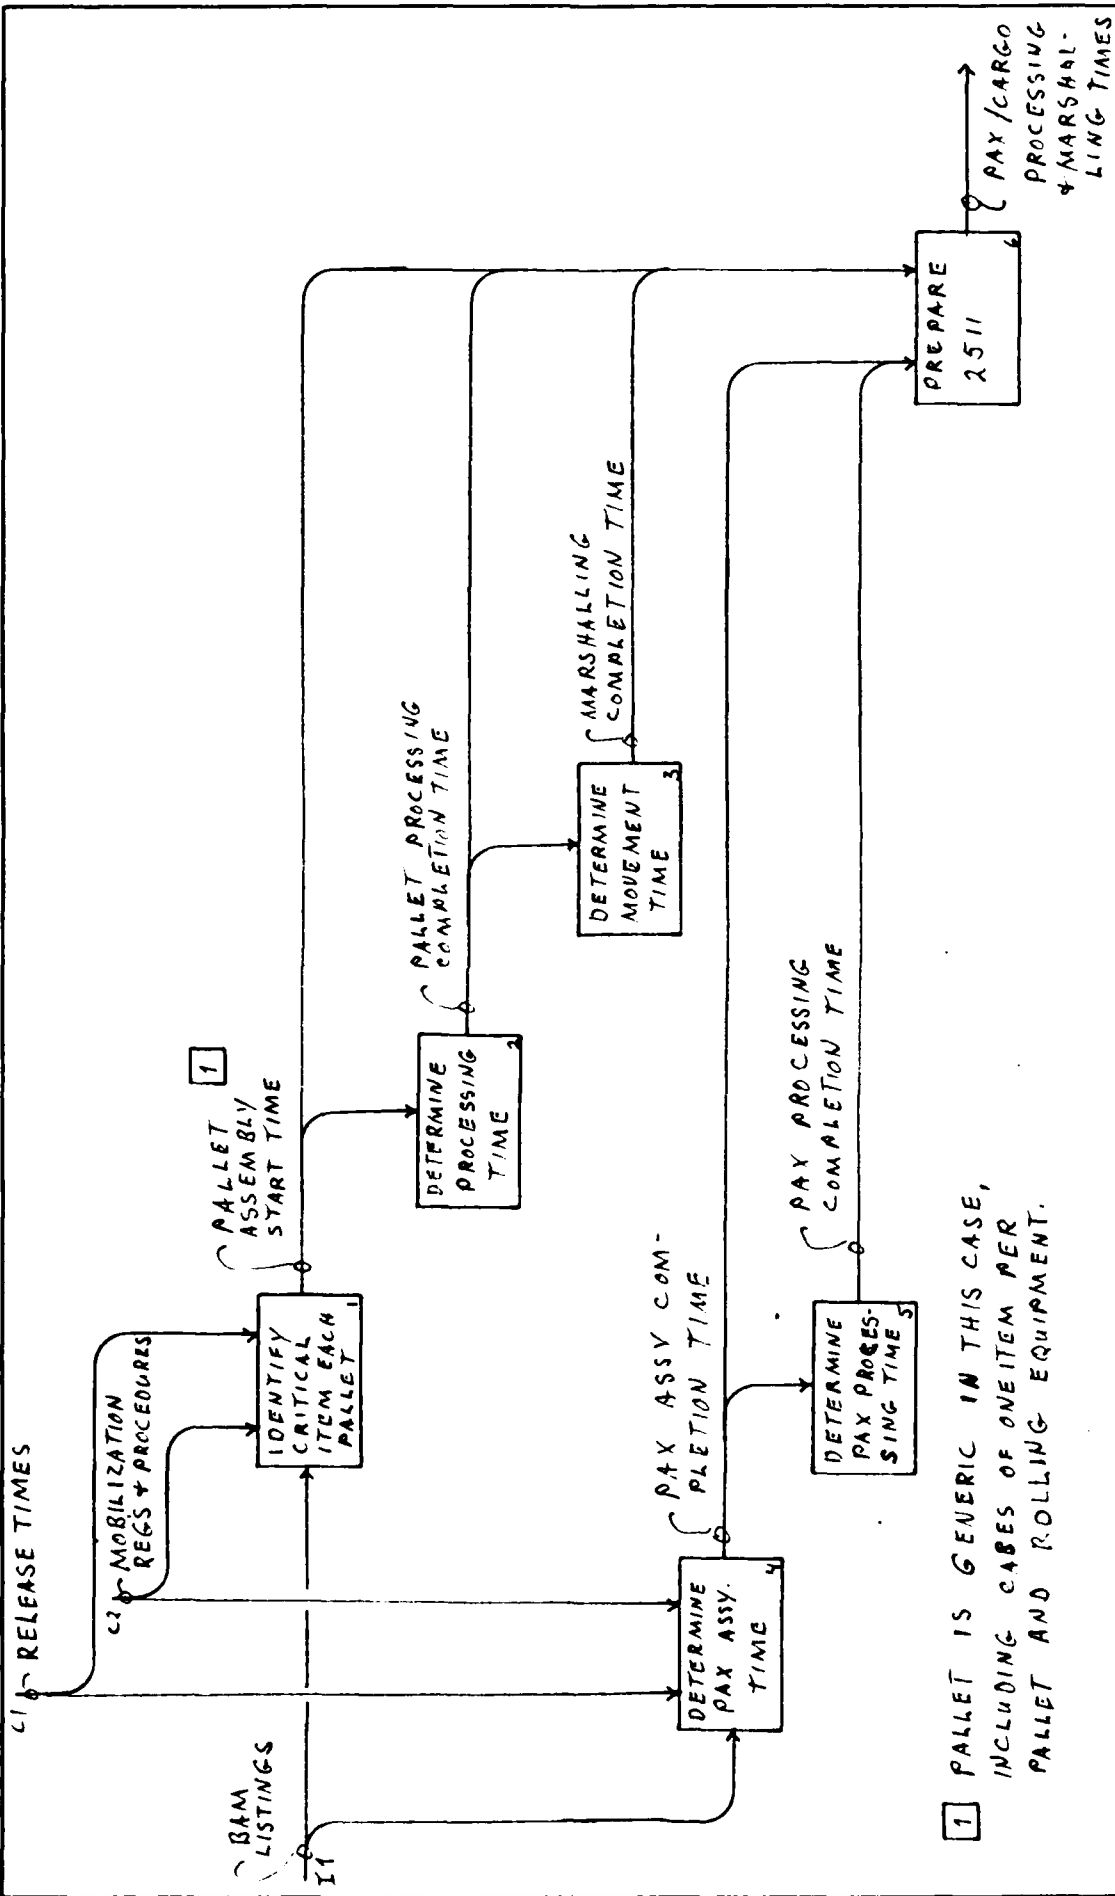 C1
RELEASE TIMES
C2
MOBILIZATION
REGS & PROCEDURES
BAM
LISTINGS
I1
IDENTIFY
CRITICAL
ITEM EACH
PALLET
1
PALLET
ASSEMBLY
START TIME
1
DETERMINE
PROCESSING
TIME
2
PALLET PROCESSING
COMPLETION TIME
DETERMINE
MOVEMENT
TIME
3
MARSHALLING
COMPLETION TIME
DETERMINE
PAX ASSY.
TIME
4
PAX ASSY COM-
PLETION TIME
DETERMINE
PAX PROCES-
SING TIME
5
PAX PROCESSING
COMPLETION TIME
PREPARE
2511
6
PAX/CARGO
PROCESSING
& MARSHAL-
LING TIMES
1 PALLET IS GENERIC IN THIS CASE,
INCLUDING CASES OF ONE ITEM PER
PALLET AND ROLLING EQUIPMENT.